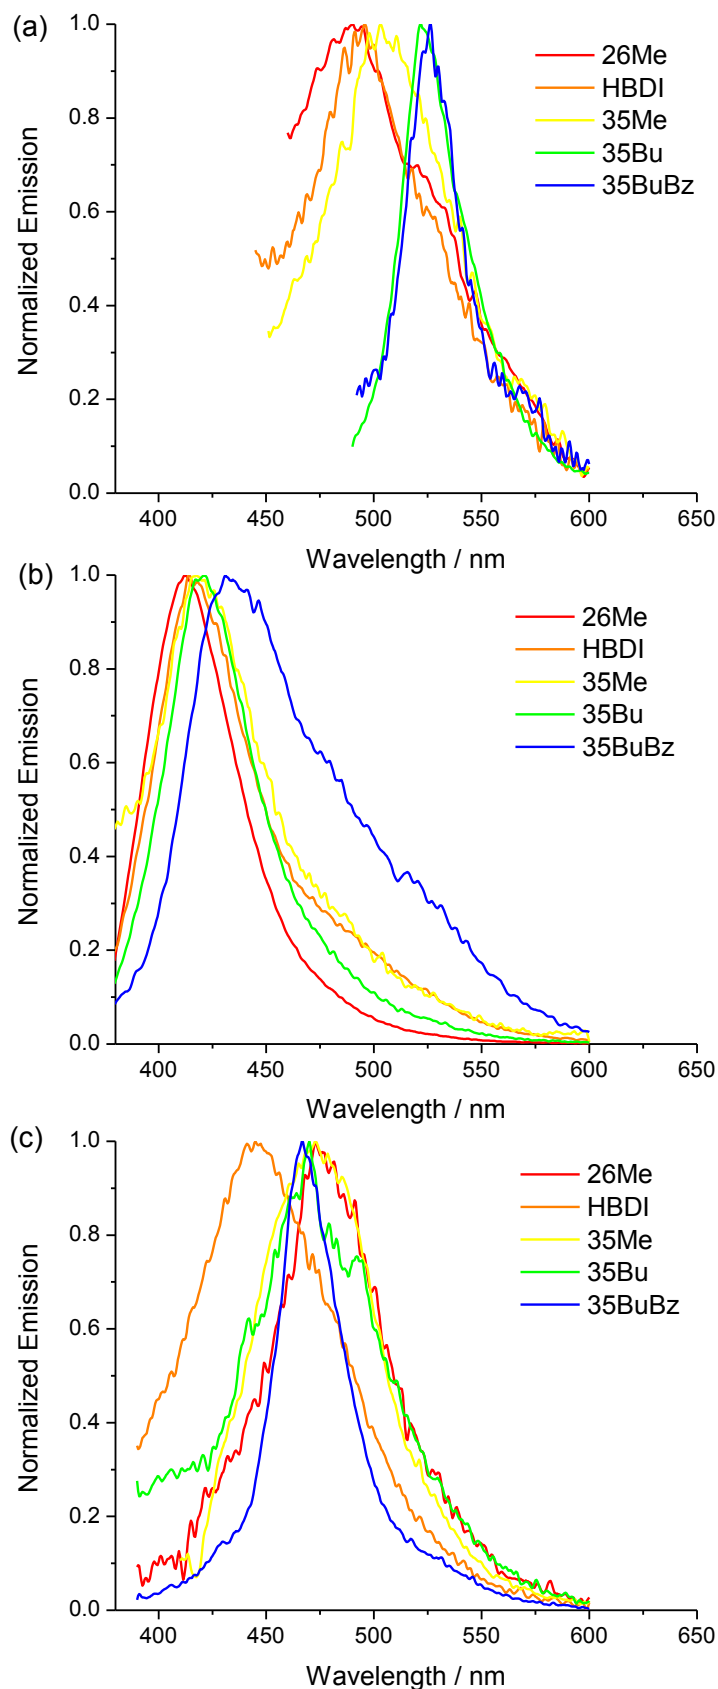 (a)
1.0
0.8
0.6
0.4
0.2
0.0
Normalized Emission
26Me
HBDI
35Me
35Bu
35BuBz
400 450 500 550 600 650
Wavelength / nm
(b)
1.0
0.8
0.6
0.4
0.2
0.0
Normalized Emission
26Me
HBDI
35Me
35Bu
35BuBz
400 450 500 550 600 650
Wavelength / nm
(c)
1.0
0.8
0.6
0.4
0.2
0.0
Normalized Emission
26Me
HBDI
35Me
35Bu
35BuBz
400 450 500 550 600 650
Wavelength / nm